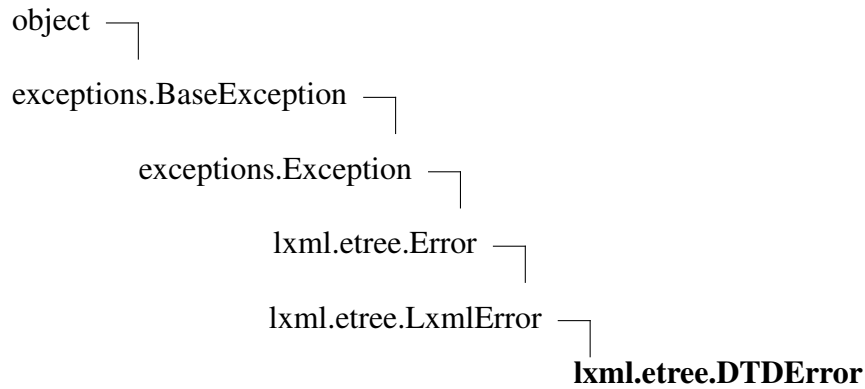 object
exceptions.BaseException
exceptions.Exception
lxml.etree.Error
lxml.etree.LxmlError
lxml.etree.DTDError